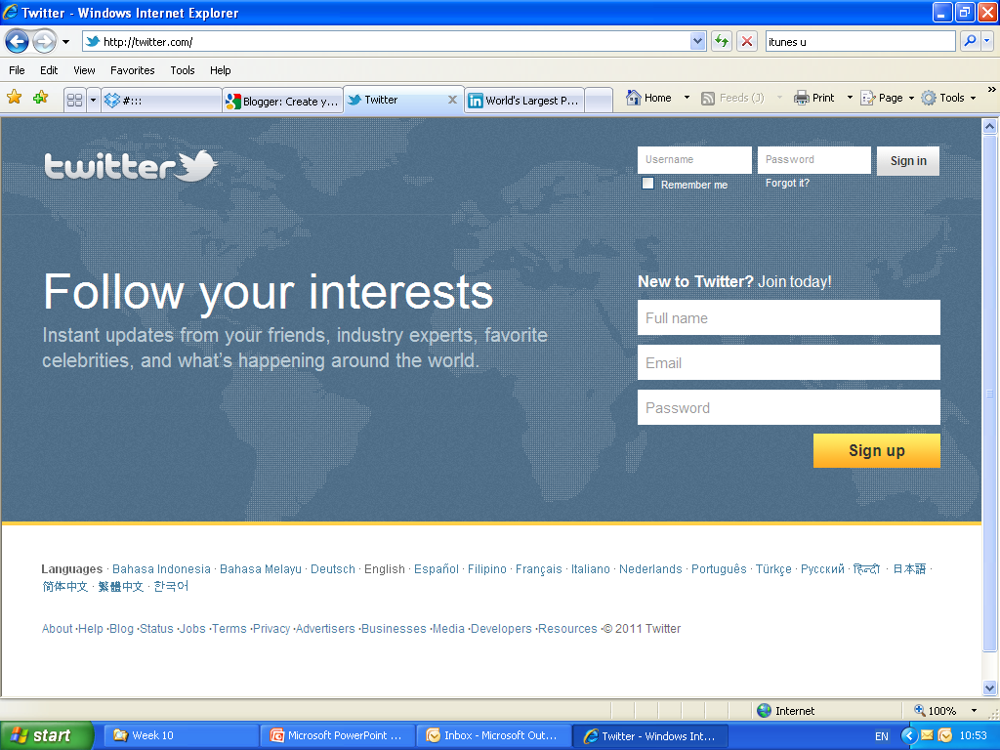 Twitter - Windows Internet Explorer
http://twitter.com/
itunes u
File Edit View Favorites Tools Help
#:::
Blogger: Create y...
Twitter
World's Largest P...
Home
Feeds (J)
Print
Page
Tools
»
twitter
Username
Password
Sign in
Remember me
Forgot it?
Follow your interests
Instant updates from your friends, industry experts, favorite
celebrities, and what's happening around the world.
New to Twitter? Join today!
Full name
Email
Password
Sign up
Languages · Bahasa Indonesia · Bahasa Melayu · Deutsch · English · Español · Filipino · Français · Italiano · Nederlands · Português · Türkçe · Русский · हिन्दी · 日本語 ·
简体中文 · 繁體中文 · 한국어
About ·Help ·Blog ·Status ·Jobs ·Terms ·Privacy ·Advertisers ·Businesses ·Media ·Developers ·Resources ·© 2011 Twitter
Internet
100%
start
Week 10
Microsoft PowerPoint ...
Inbox - Microsoft Out...
Twitter - Windows Int...
EN
10:53